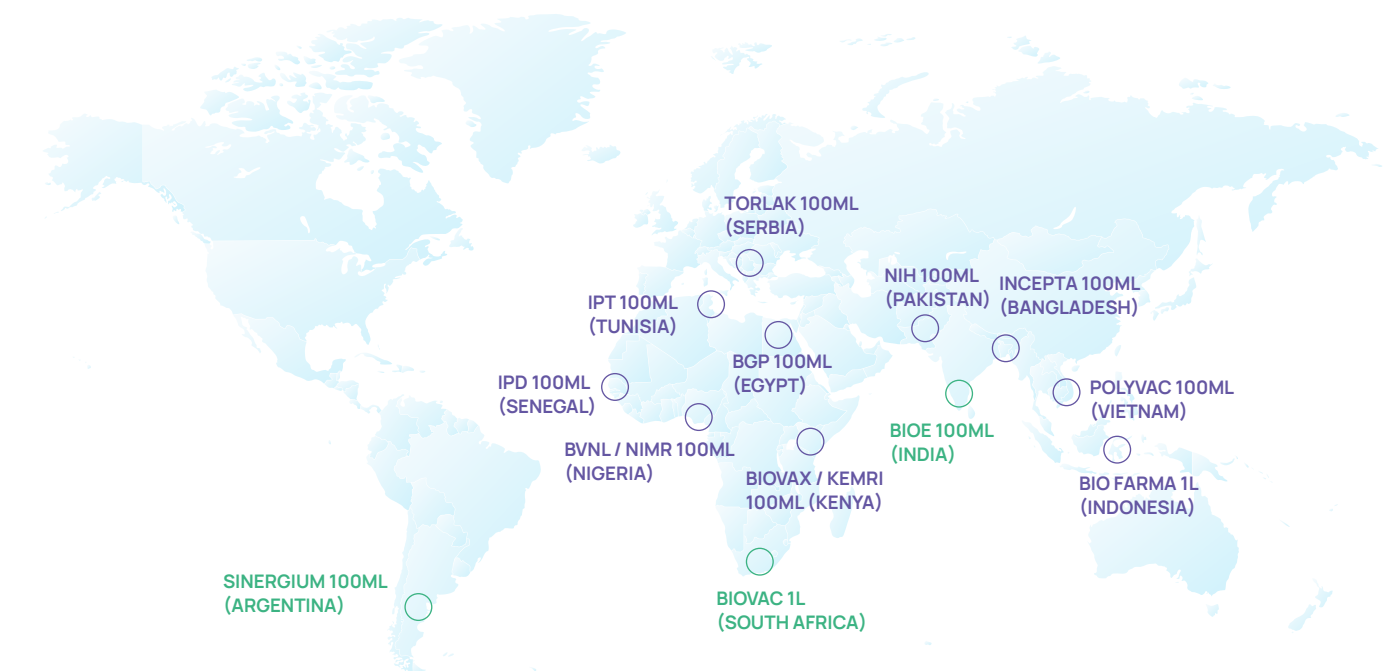 TORLAK 100ML
(SERBIA)
NIH 100ML
(PAKISTAN)
INCEPTA 100ML
(BANGLADESH)
IPT 100ML
(TUNISIA)
BGP 100ML
(EGYPT)
IPD 100ML
(SENEGAL)
POLYVAC 100ML
(VIETNAM)
BIOE 100ML
(INDIA)
BVNL / NIMR 100ML
(NIGERIA)
BIOVAX / KEMRI
100ML (KENYA)
BIO FARMA 1L
(INDONESIA)
SINERGIUM 100ML
(ARGENTINA)
BIOVAC 1L
(SOUTH AFRICA)